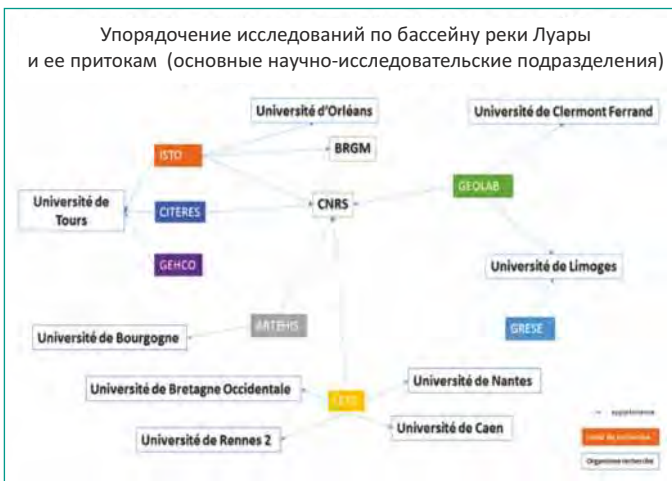 Упорядочение исследований по бассейну реки Луары
и ее притокам (основные научно-исследовательские подразделения)
Université d'Orléans
Université de Clermont Ferrand
ISTO
BRGM
GEOLAB
Université de
Tours
CITERES
CNRS
GEHCO
Université de Limoges
ARTEHIS
GRESE
Université de Bourgogne
Université de Bretagne Occidentale
Université de Nantes
Université de Rennes 2
Université de Caen
Organisme recherche